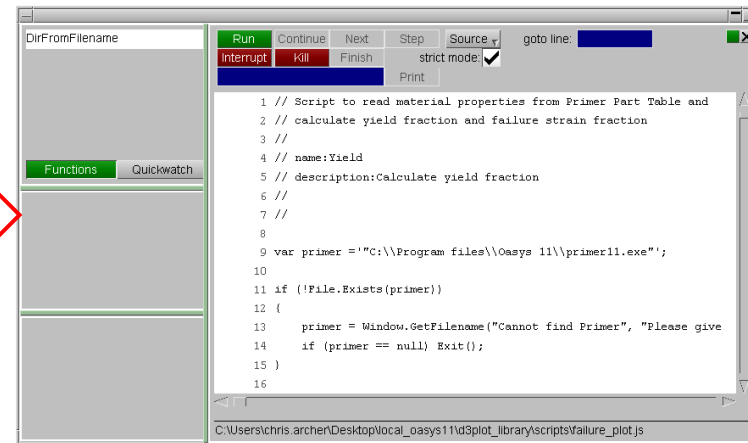 DirFromFilename
Functions Quickwatch
Run Continue Next Step Source goto line:
Interrupt Kill Finish strict mode:
Print
1 // Script to read material properties from Primer Part Table and
2 // calculate yield fraction and failure strain fraction
3 //
4 // name:Yield
5 // description:Calculate yield fraction
6 //
7 //
8
9 var primer ='"C:\\Program files\\Oasys 11\\primer11.exe"';
10
11 if (!File.Exists(primer))
12 {
13 primer = Window.GetFilename("Cannot find Primer", "Please give
14 if (primer == null) Exit();
15 }
16
C:\Users\chris.archer\Desktop\local_oasys11\d3plot_library\scripts\failure_plot.js